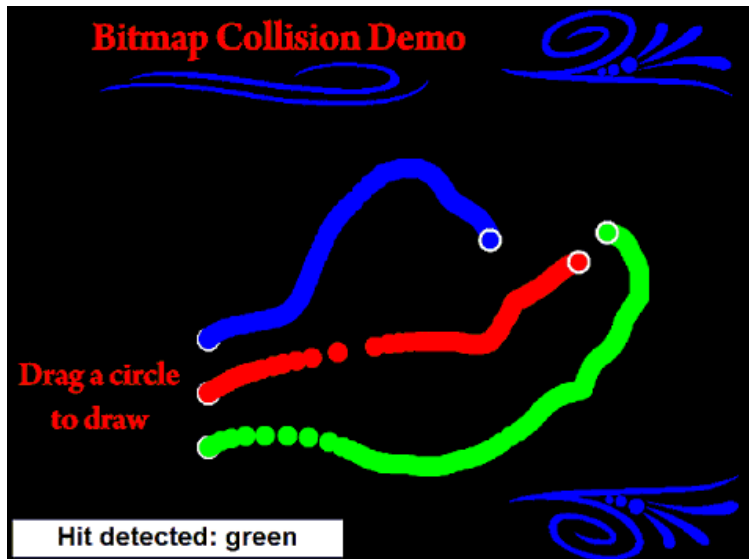 Bitmap Collision Demo
Drag a circle
to draw
Hit detected: green